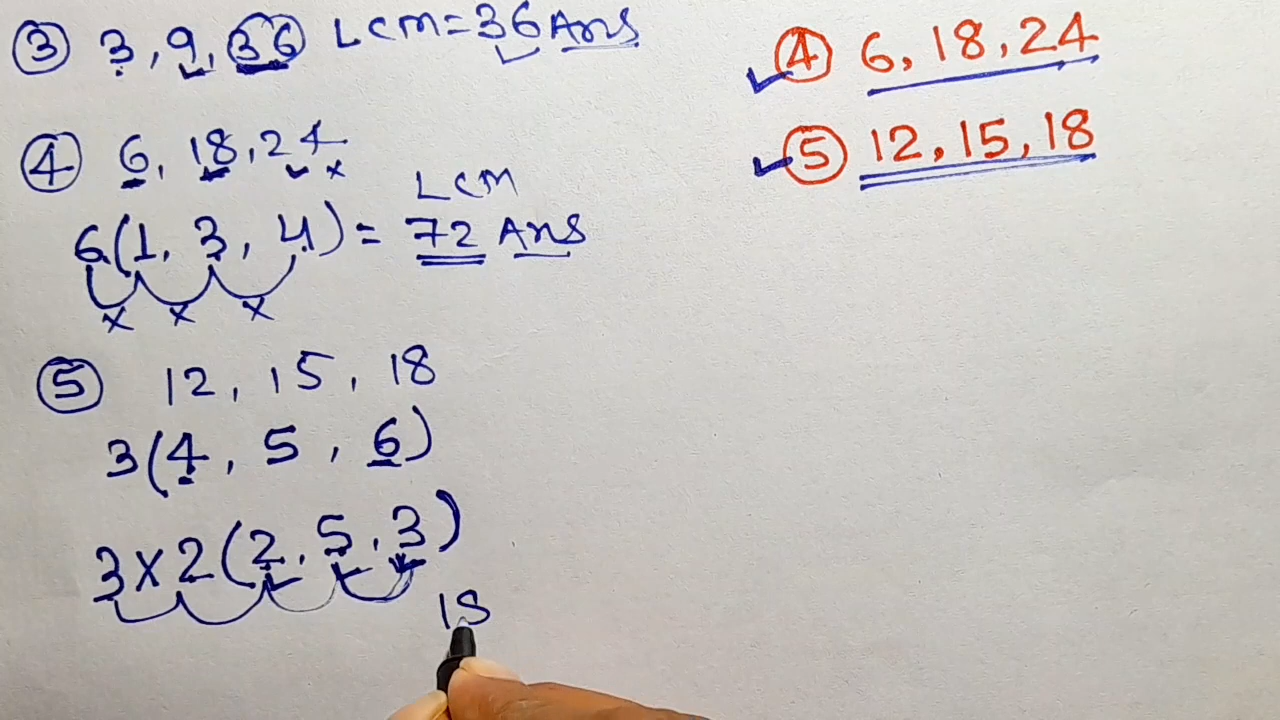 ③ 3, 9, 36 LCM = 36 Ans
④ 6, 18, 24
⑤ 12, 15, 18
④ 6, 18, 24 x
LCM
6(1, 3, 4) = 72 Ans
x x x
⑤ 12, 15, 18
3(4, 5, 6)
3 x 2(2, 5, 3)
18